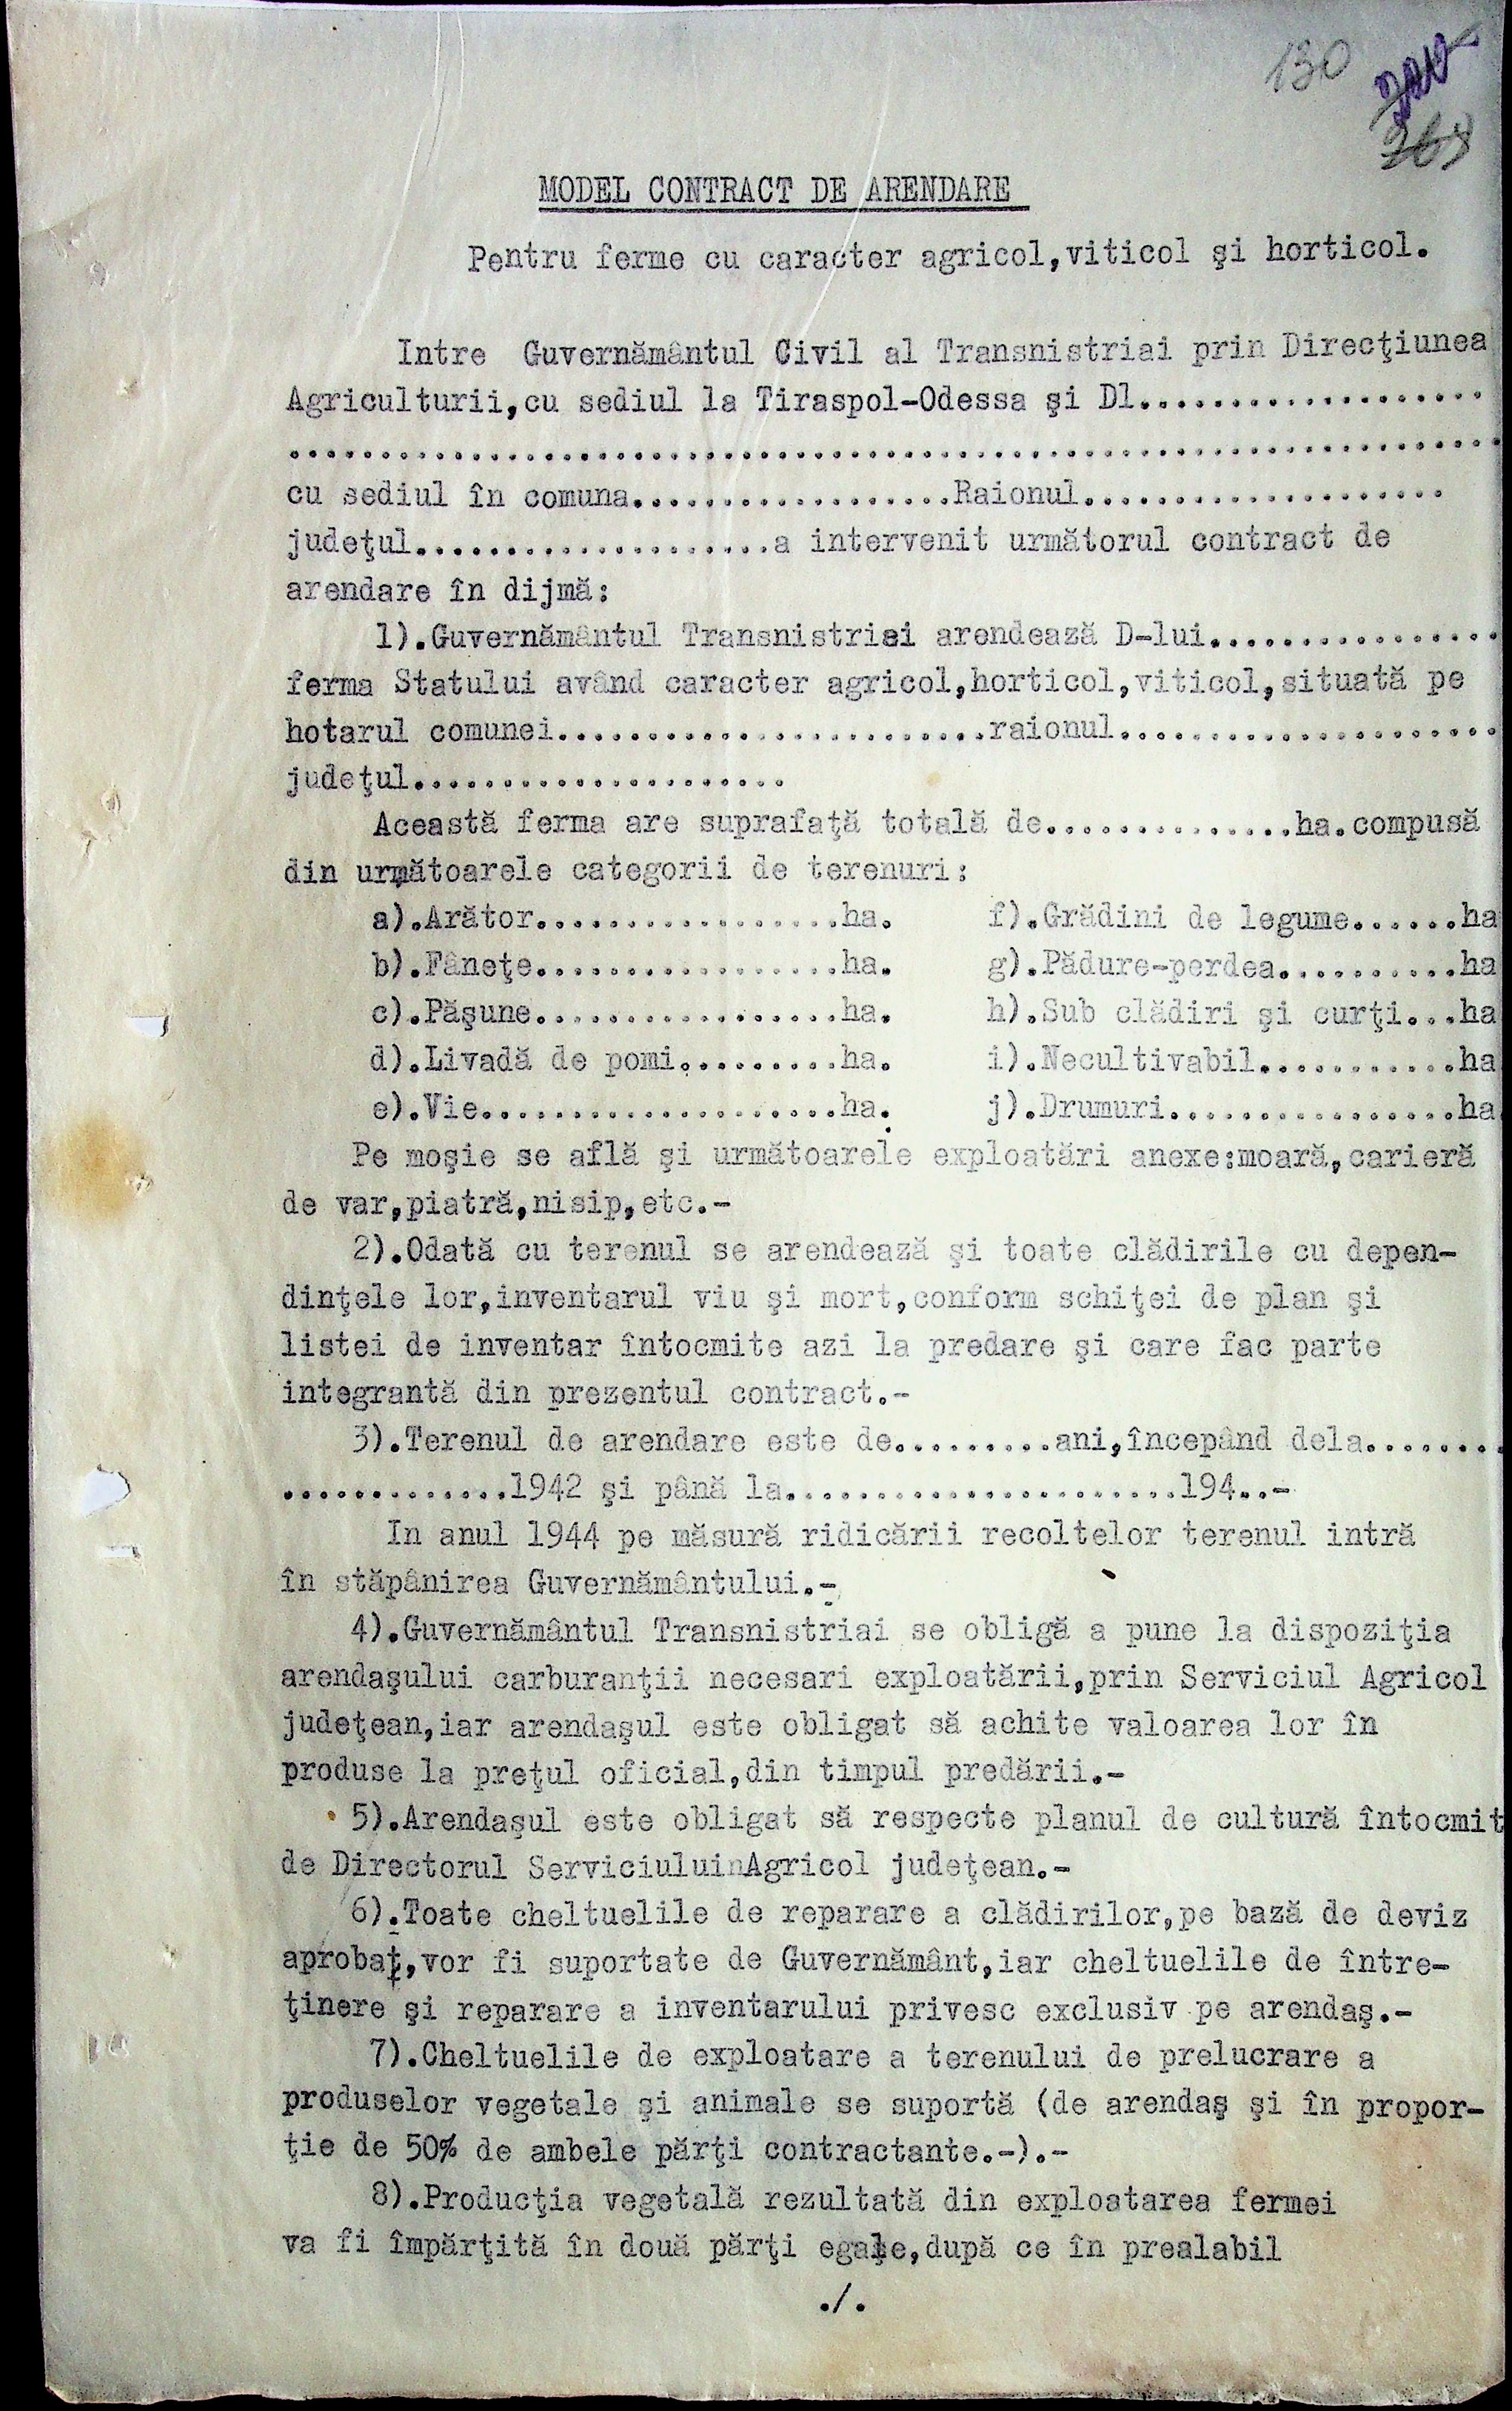 130
368
MODEL CONTRACT DE ARENDARE
Pentru ferme cu caracter agricol,viticol şi horticol.
Intre Guvernământul Civil al Transnistriai prin Direcţiunea
Agriculturii,cu sediul la Tiraspol-Odessa şi Dl...................
...................................................................
cu sediul în comuna..................Raionul....................
judeţul....................a intervenit următorul contract de
arendare în dijmă:
1).Guvernământul Transnistriei arendează D-lui................
ferma Statului având caracter agricol,horticol,viticol,situată pe
hotarul comunei........................raionul.....................
judeţul.....................
Această ferma are suprafaţă totală de..............ha.compusă
din următoarele categorii de terenuri:
a).Arător.................ha. f).Grădini de legume......ha
b).Fâneţe.................ha. g).Pădure-perdea..........ha
c).Păşune.................ha. h).Sub clădiri şi curţi...ha
d).Livadă de pomi.........ha. i).Necultivabil...........ha
e).Vie....................ha. j).Drumuri................ha
Pe moşie se află şi următoarele exploatări anexe:moară,carieră
de var,piatră,nisip,etc.-
2).Odată cu terenul se arendează şi toate clădirile cu depen-
dinţele lor,inventarul viu şi mort,conform schiţei de plan şi
listei de inventar întocmite azi la predare şi care fac parte
integrantă din prezentul contract.-
3).Terenul de arendare este de.........ani,începând dela........
.............1942 şi până la......................194..-
In anul 1944 pe măsură ridicării recoltelor terenul intră
în stăpânirea Guvernământului.-
4).Guvernământul Transnistriai se obligă a pune la dispoziţia
arendaşului carburanţii necesari exploatării,prin Serviciul Agricol
judeţean,iar arendaşul este obligat să achite valoarea lor în
produse la preţul oficial,din timpul predării.-
5).Arendaşul este obligat să respecte planul de cultură întocmit
de Directorul ServiciuluinAgricol judeţean.-
6).Toate cheltuelile de reparare a clădirilor,pe bază de deviz
aprobat,vor fi suportate de Guvernământ,iar cheltuelile de între-
ţinere şi reparare a inventarului privesc exclusiv pe arendaş.-
7).Cheltuelile de exploatare a terenului de prelucrare a
produselor vegetale şi animale se suportă (de arendaş şi în propor-
ţie de 50% de ambele părţi contractante.-).-
8).Producţia vegetală rezultată din exploatarea fermei
va fi împărţită în două părţi egale,după ce în prealabil
./.